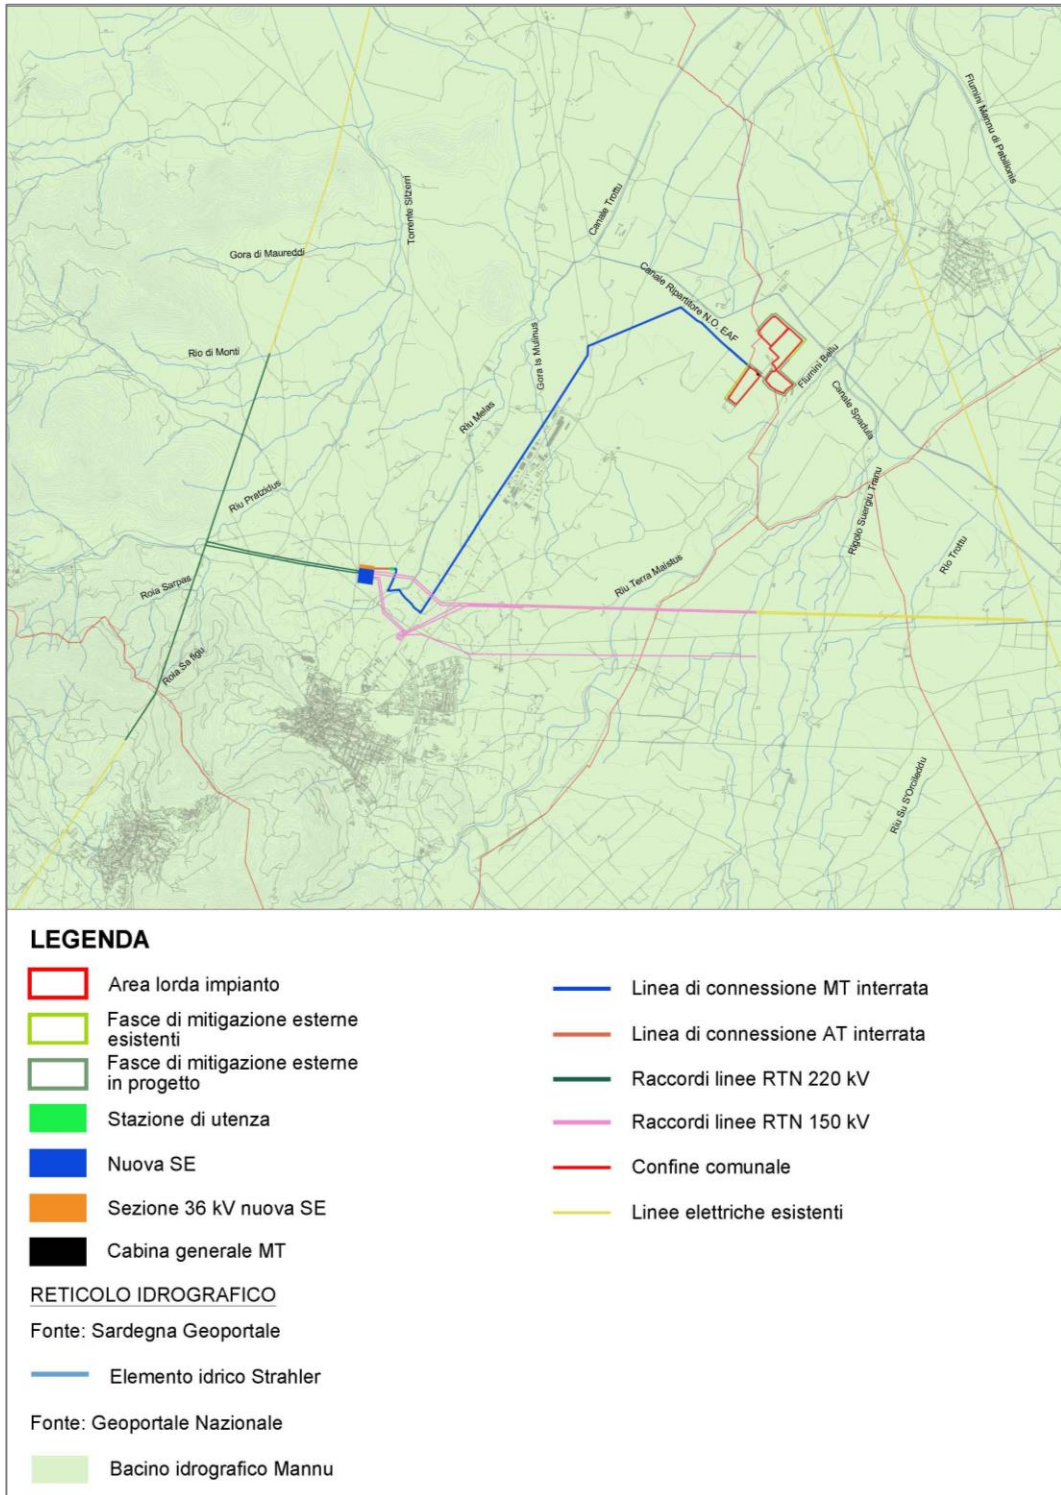 Flumini Mannu di Pabillonis
Canale Trottu
Torrente Sitzerri
Gora di Maureddi
Canale Ripartitore N.O. EAF
Rio di Monti
Gora Is Mulinus
Flumini Bellu
Canale Spadula
Riu Melas
Riu Pratzidus
Rigolo Suergiu Tranu
Rio Trottu
Riu Terra Maistus
Roia Sarpas
Roia Sa figu
Riu Su S'Orcileddu
LEGENDA
Area lorda impianto
Fasce di mitigazione esterne
esistenti
Fasce di mitigazione esterne
in progetto
Stazione di utenza
Nuova SE
Sezione 36 kV nuova SE
Cabina generale MT
Linea di connessione MT interrata
Linea di connessione AT interrata
Raccordi linee RTN 220 kV
Raccordi linee RTN 150 kV
Confine comunale
Linee elettriche esistenti
RETICOLO IDROGRAFICO
Fonte: Sardegna Geoportale
Elemento idrico Strahler
Fonte: Geoportale Nazionale
Bacino idrografico Mannu